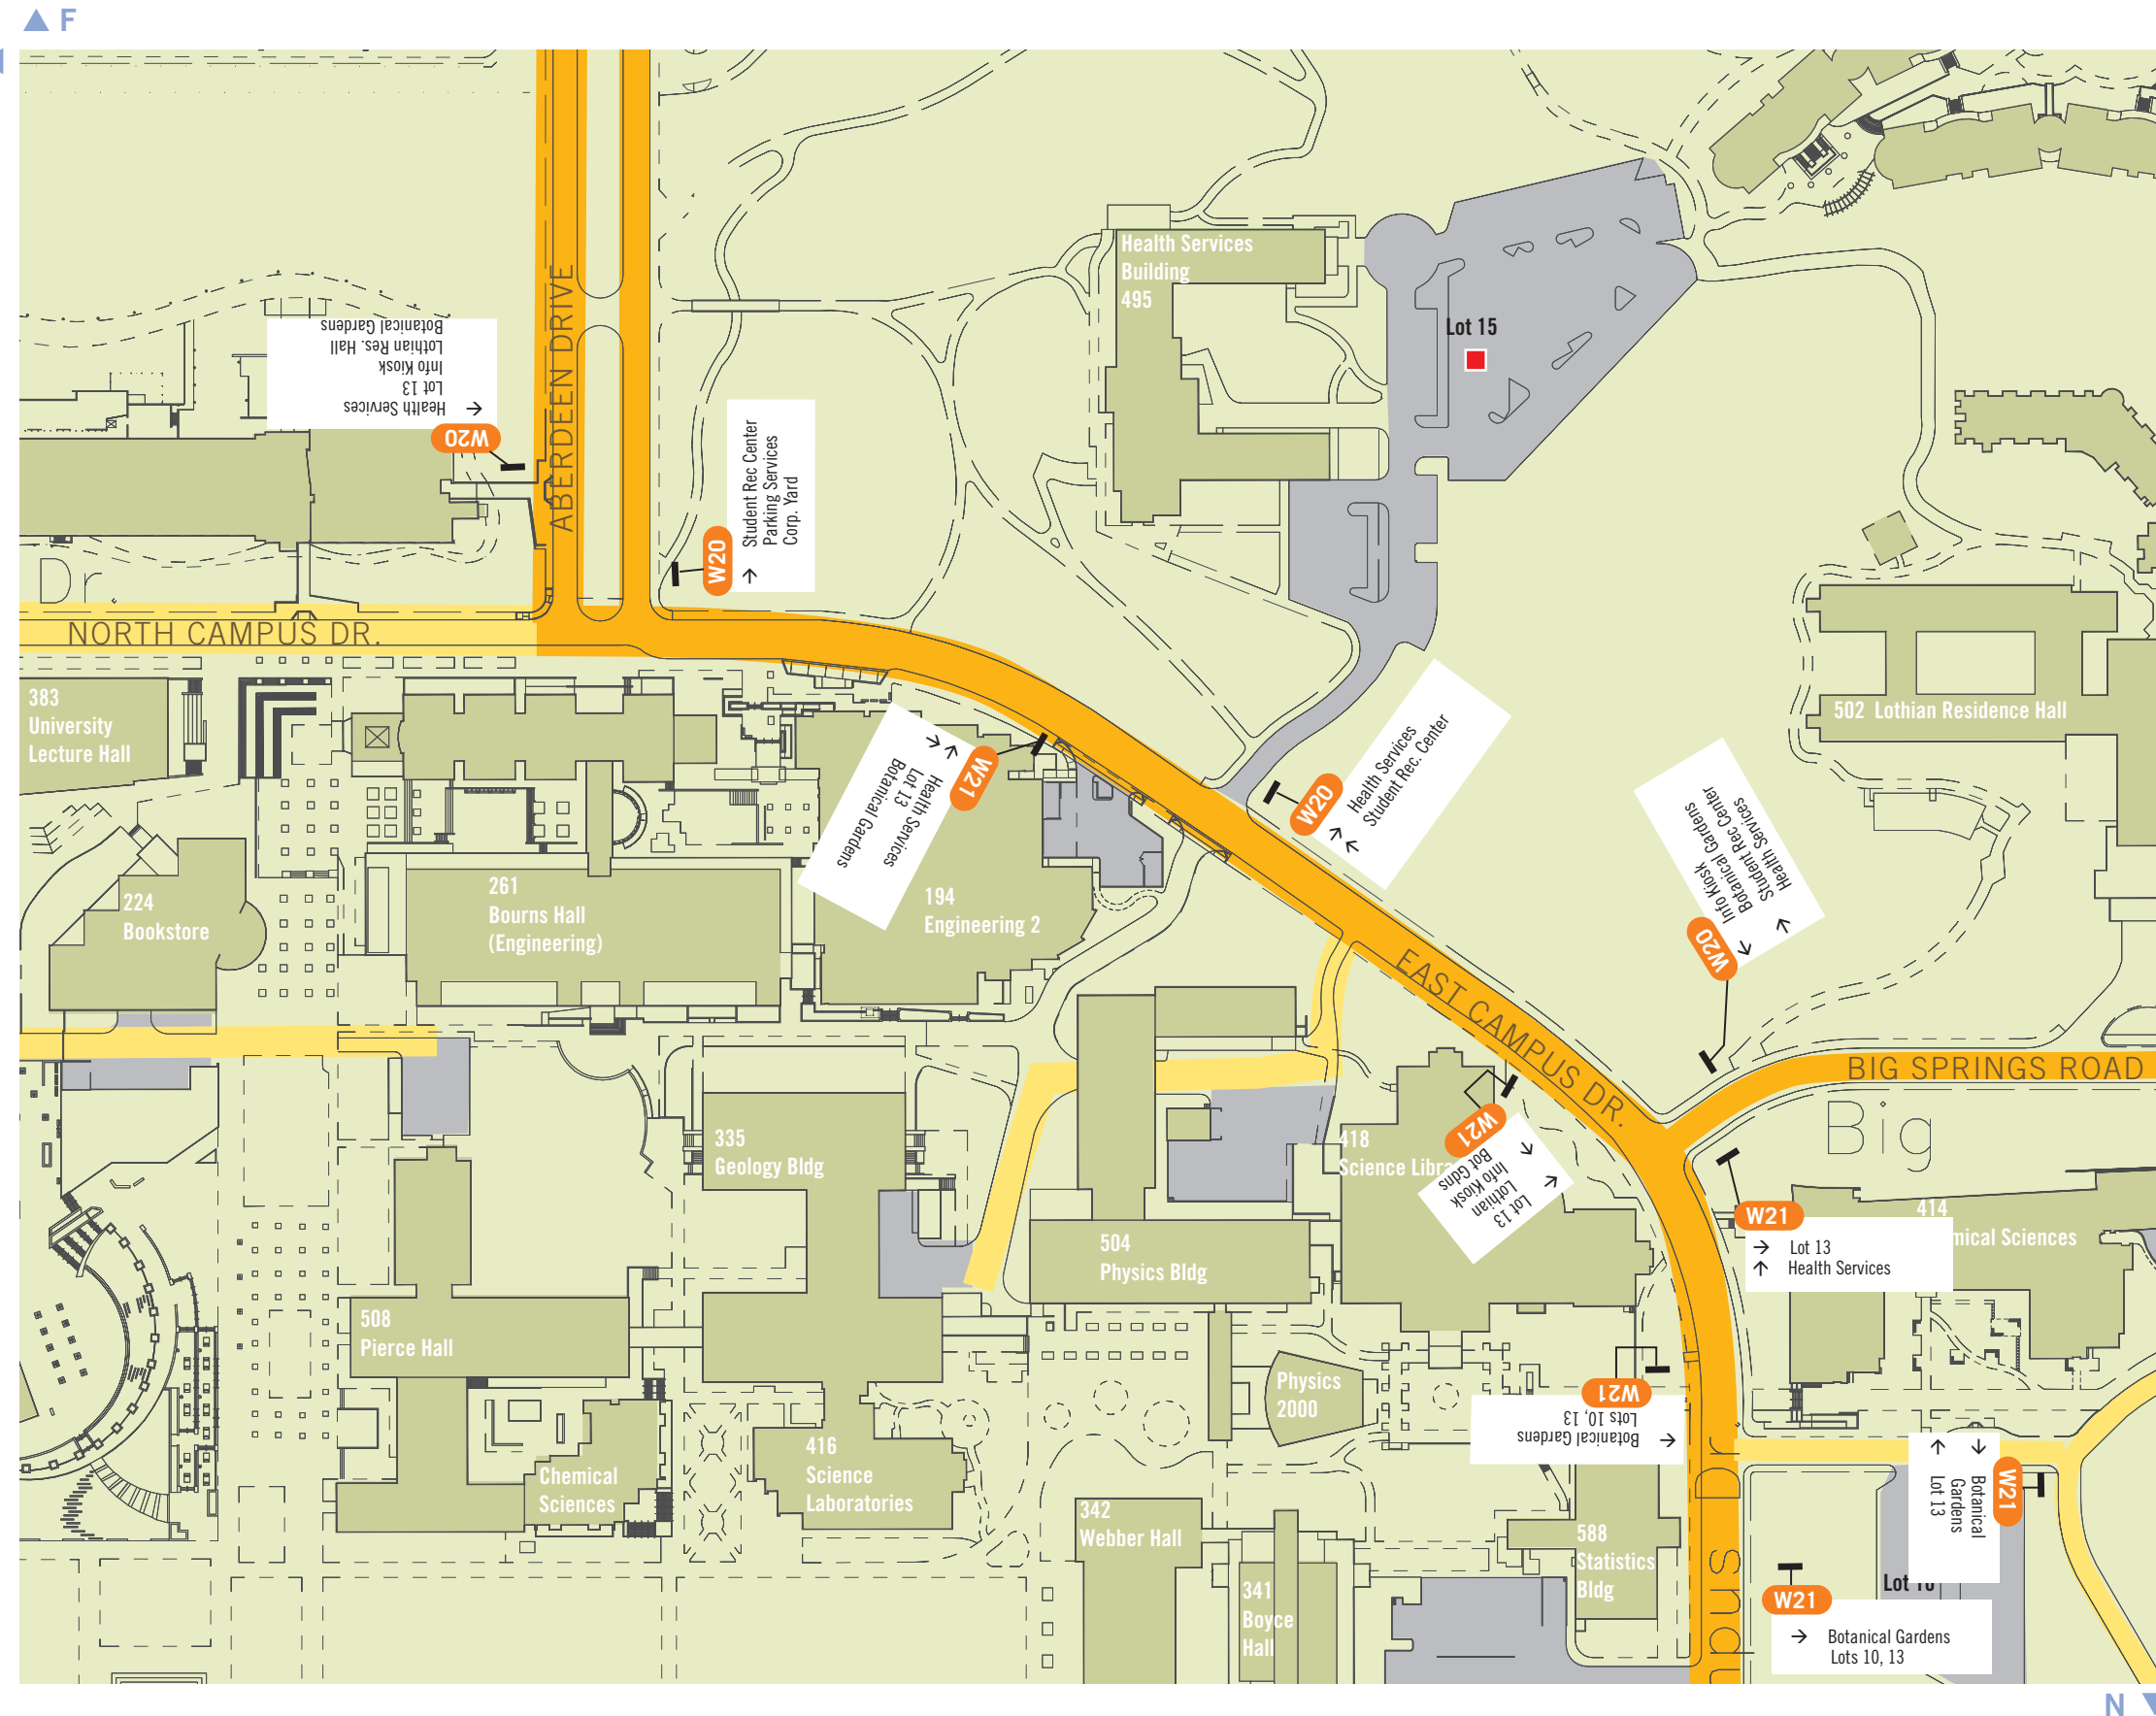 F
ABERDEEN DRIVE
Health Services
Building
495
Lot 15
Botanical Gardens
Lothian Res. Hall
Info Kiosk
Lot 13
Health Services
W20
W20
Student Rec Center
Parking Services
Corp. Yard
Dr.
NORTH CAMPUS DR.
383
University
Lecture Hall
502 Lothian Residence Hall
W21
Health Services
Lot 13
Botanical Gardens
W20
Health Services
Student Rec. Center
W20
Info Kiosk
Botanical Gardens
Student Rec Center
Health Services
224
Bookstore
261
Bourns Hall
(Engineering)
194
Engineering 2
EAST CAMPUS DR.
BIG SPRINGS ROAD
Big
335
Geology Bldg
418
Science Libra
W21
Lot 13
Lothian
Info Kiosk
Bot Gdns
W21
Lot 13
Health Services
414
mical Sciences
504
Physics Bldg
508
Pierce Hall
Physics
2000
W21
Lots 10, 13
Botanical Gardens
416
Science
Laboratories
Chemical
Sciences
W21
Botanical
Gardens
Lot 13
342
Webber Hall
588
Statistics
Bldg
341
Boyce
Hall
Lot 10
W21
Botanical Gardens
Lots 10, 13
N